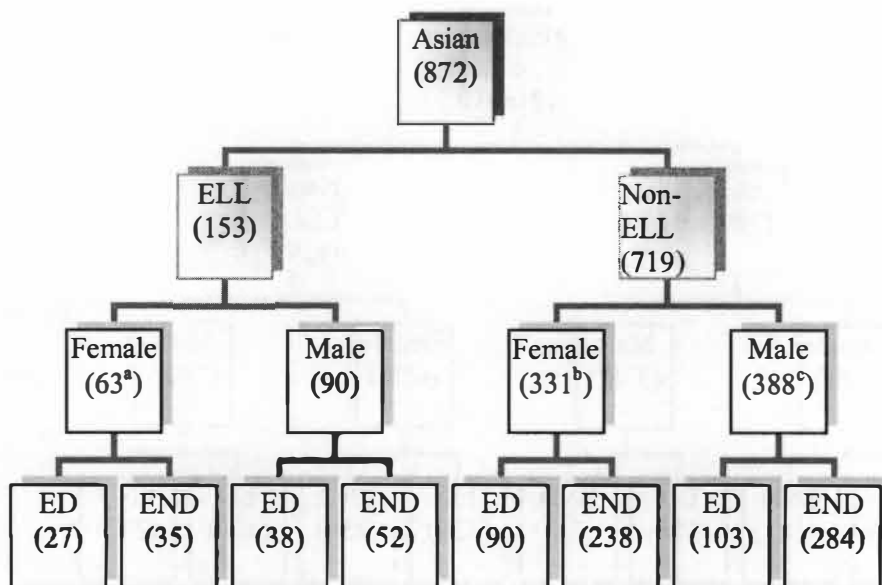 Asian
(872)
ELL
(153)
Non-
ELL
(719)
Female
(63ᵃ)
Male
(90)
Female
(331ᵇ)
Male
(388ᶜ)
ED
(27)
END
(35)
ED
(38)
END
(52)
ED
(90)
END
(238)
ED
(103)
END
(284)